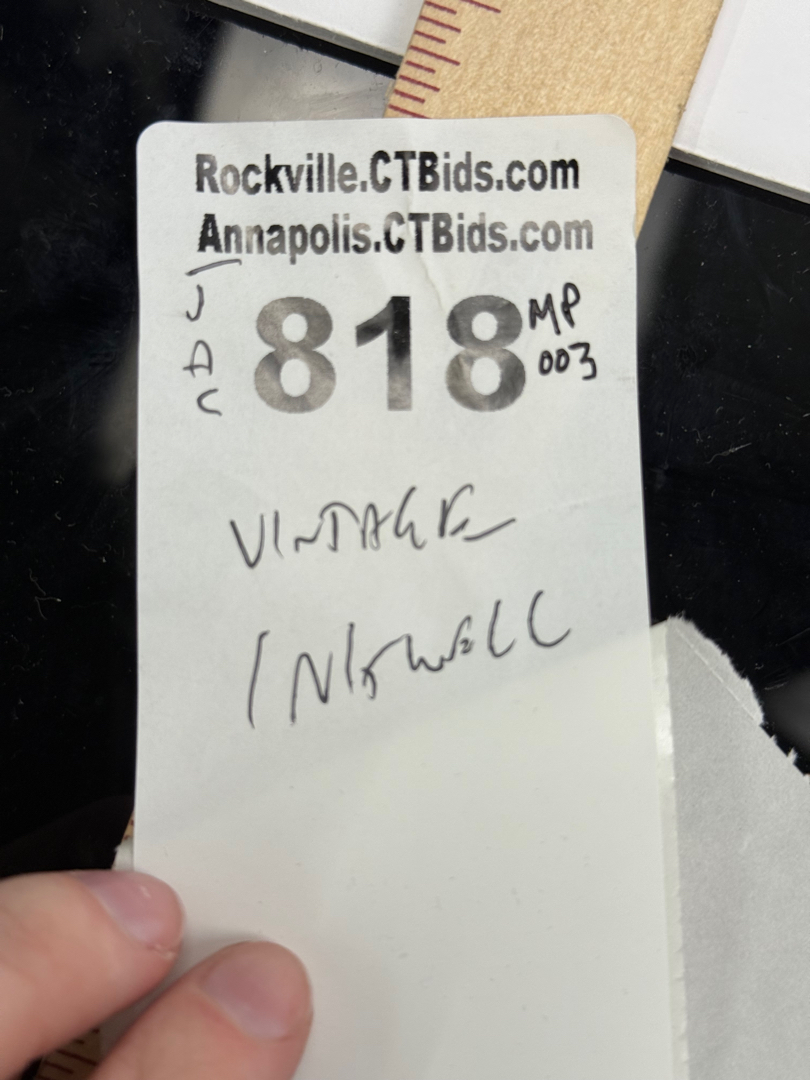 Rockville.CTBids.com
Annapolis.CTBids.com
J
D
C
818
MP
003
VINTAGE
INKWELL